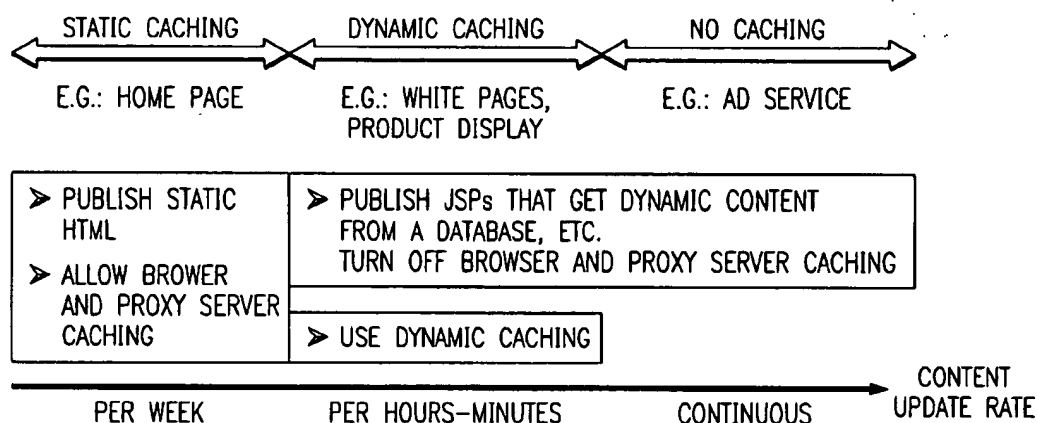 STATIC CACHING
DYNAMIC CACHING
NO CACHING
E.G.: HOME PAGE
E.G.: WHITE PAGES,
PRODUCT DISPLAY
E.G.: AD SERVICE
➢ PUBLISH STATIC
HTML
➢ ALLOW BROWER
AND PROXY SERVER
CACHING
➢ PUBLISH JSPs THAT GET DYNAMIC CONTENT
FROM A DATABASE, ETC.
TURN OFF BROWSER AND PROXY SERVER CACHING
➢ USE DYNAMIC CACHING
PER WEEK
PER HOURS-MINUTES
CONTINUOUS
CONTENT
UPDATE RATE